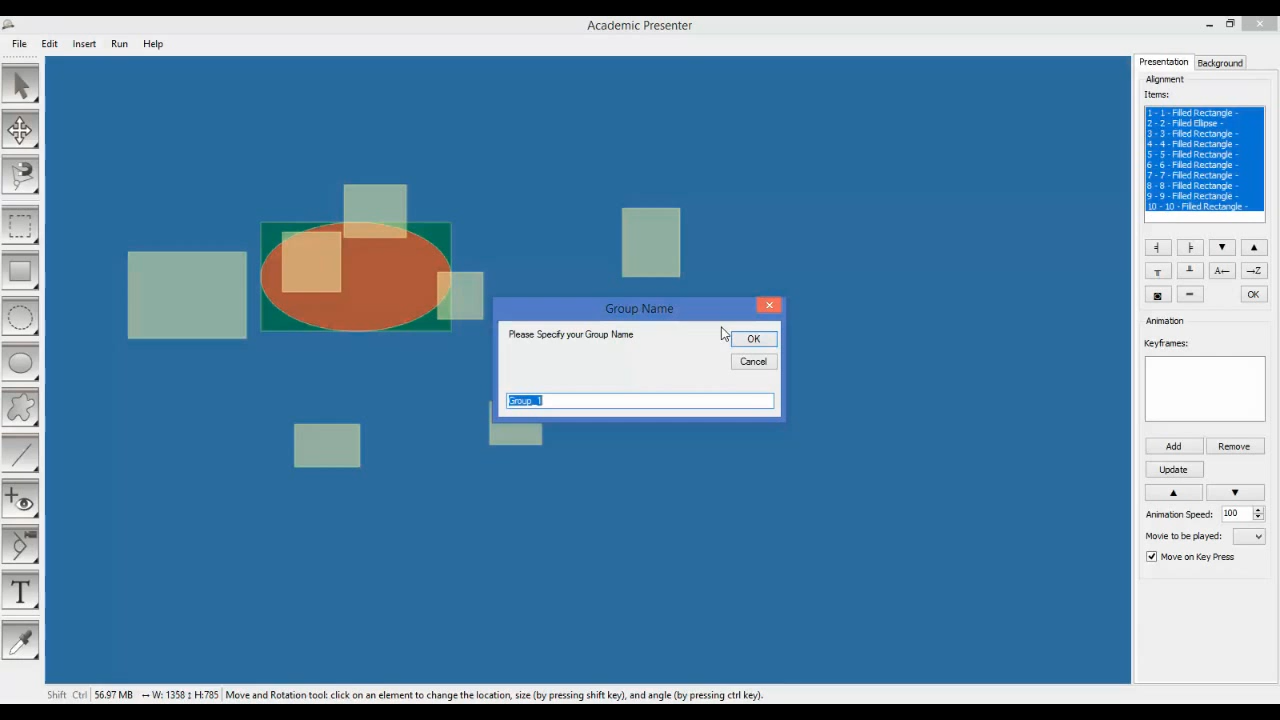 Academic Presenter
File Edit Insert Run Help
Presentation Background
Alignment
Items:
1 - 1 - Filled Rectangle -
2 - 2 - Filled Ellipse -
3 - 3 - Filled Rectangle -
4 - 4 - Filled Rectangle -
5 - 5 - Filled Rectangle -
6 - 6 - Filled Rectangle -
7 - 7 - Filled Rectangle -
8 - 8 - Filled Rectangle -
9 - 9 - Filled Rectangle -
10 - 10 - Filled Rectangle -
A← →Z
OK
Animation
Keyframes:
Add Remove
Update
Animation Speed: 100
Movie to be played:
Move on Key Press
Group Name
Please Specify your Group Name
OK
Cancel
Group_1
T
Shift Ctrl 56.97 MB ↔ W: 1358 ↕ H:785 Move and Rotation tool: click on an element to change the location, size (by pressing shift key), and angle (by pressing ctrl key).